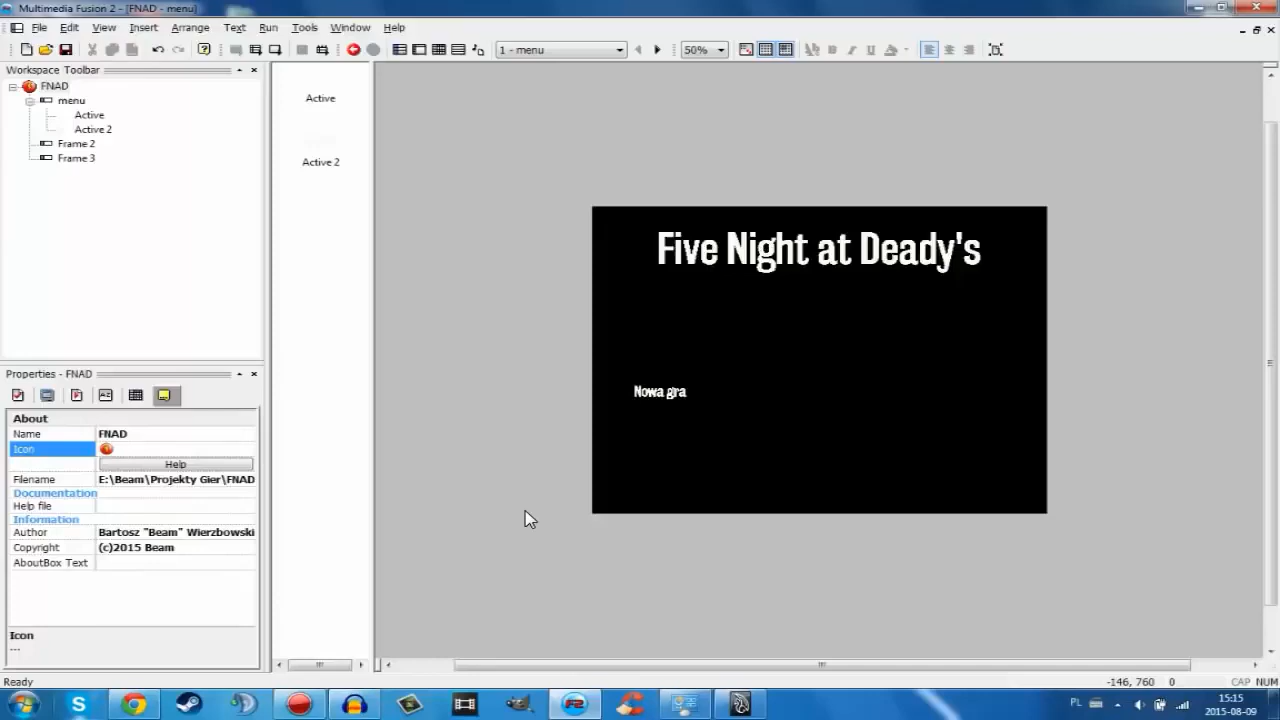 Multimedia Fusion 2 - [FNAD - menu]
File Edit View Insert Arrange Text Run Tools Window Help
1 - menu 50%
Workspace Toolbar
FNAD
menu
Active
Active 2
Frame 2
Frame 3
Active
Active 2
Five Night at Deady's
Nowa gra
Properties - FNAD
About
Name FNAD
Icon
Help
Filename E:\Beam\Projekty Gier\FNAD
Documentation
Help file
Information
Author Bartosz "Beam" Wierzbowski
Copyright (c)2015 Beam
AboutBox Text
Icon
---
Ready -146, 760 0 CAP NUM
PL 15:15
2015-08-09